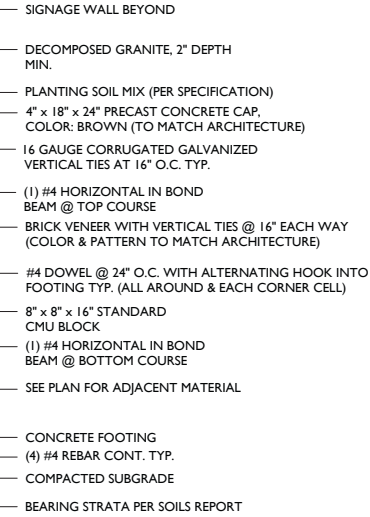 SIGNAGE WALL BEYOND
DECOMPOSED GRANITE, 2" DEPTH
MIN.
PLANTING SOIL MIX (PER SPECIFICATION)
4" x 18" x 24" PRECAST CONCRETE CAP,
COLOR: BROWN (TO MATCH ARCHITECTURE)
16 GAUGE CORRUGATED GALVANIZED
VERTICAL TIES AT 16" O.C. TYP.
(1) #4 HORIZONTAL IN BOND
BEAM @ TOP COURSE
BRICK VENEER WITH VERTICAL TIES @ 16" EACH WAY
(COLOR & PATTERN TO MATCH ARCHITECTURE)
#4 DOWEL @ 24" O.C. WITH ALTERNATING HOOK INTO
FOOTING TYP. (ALL AROUND & EACH CORNER CELL)
8" x 8" x 16" STANDARD
CMU BLOCK
(1) #4 HORIZONTAL IN BOND
BEAM @ BOTTOM COURSE
SEE PLAN FOR ADJACENT MATERIAL
CONCRETE FOOTING
(4) #4 REBAR CONT. TYP.
COMPACTED SUBGRADE
BEARING STRATA PER SOILS REPORT